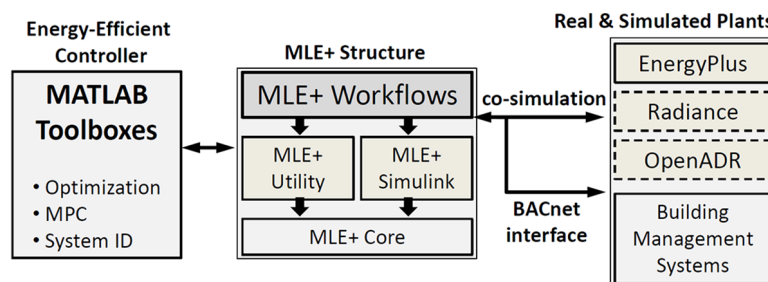 Energy-Efficient
Controller
MATLAB
Toolboxes
• Optimization
• MPC
• System ID
MLE+ Structure
MLE+ Workflows
MLE+
Utility
MLE+
Simulink
MLE+ Core
co-simulation
BACnet
interface
Real & Simulated Plants
EnergyPlus
Radiance
OpenADR
Building
Management
Systems